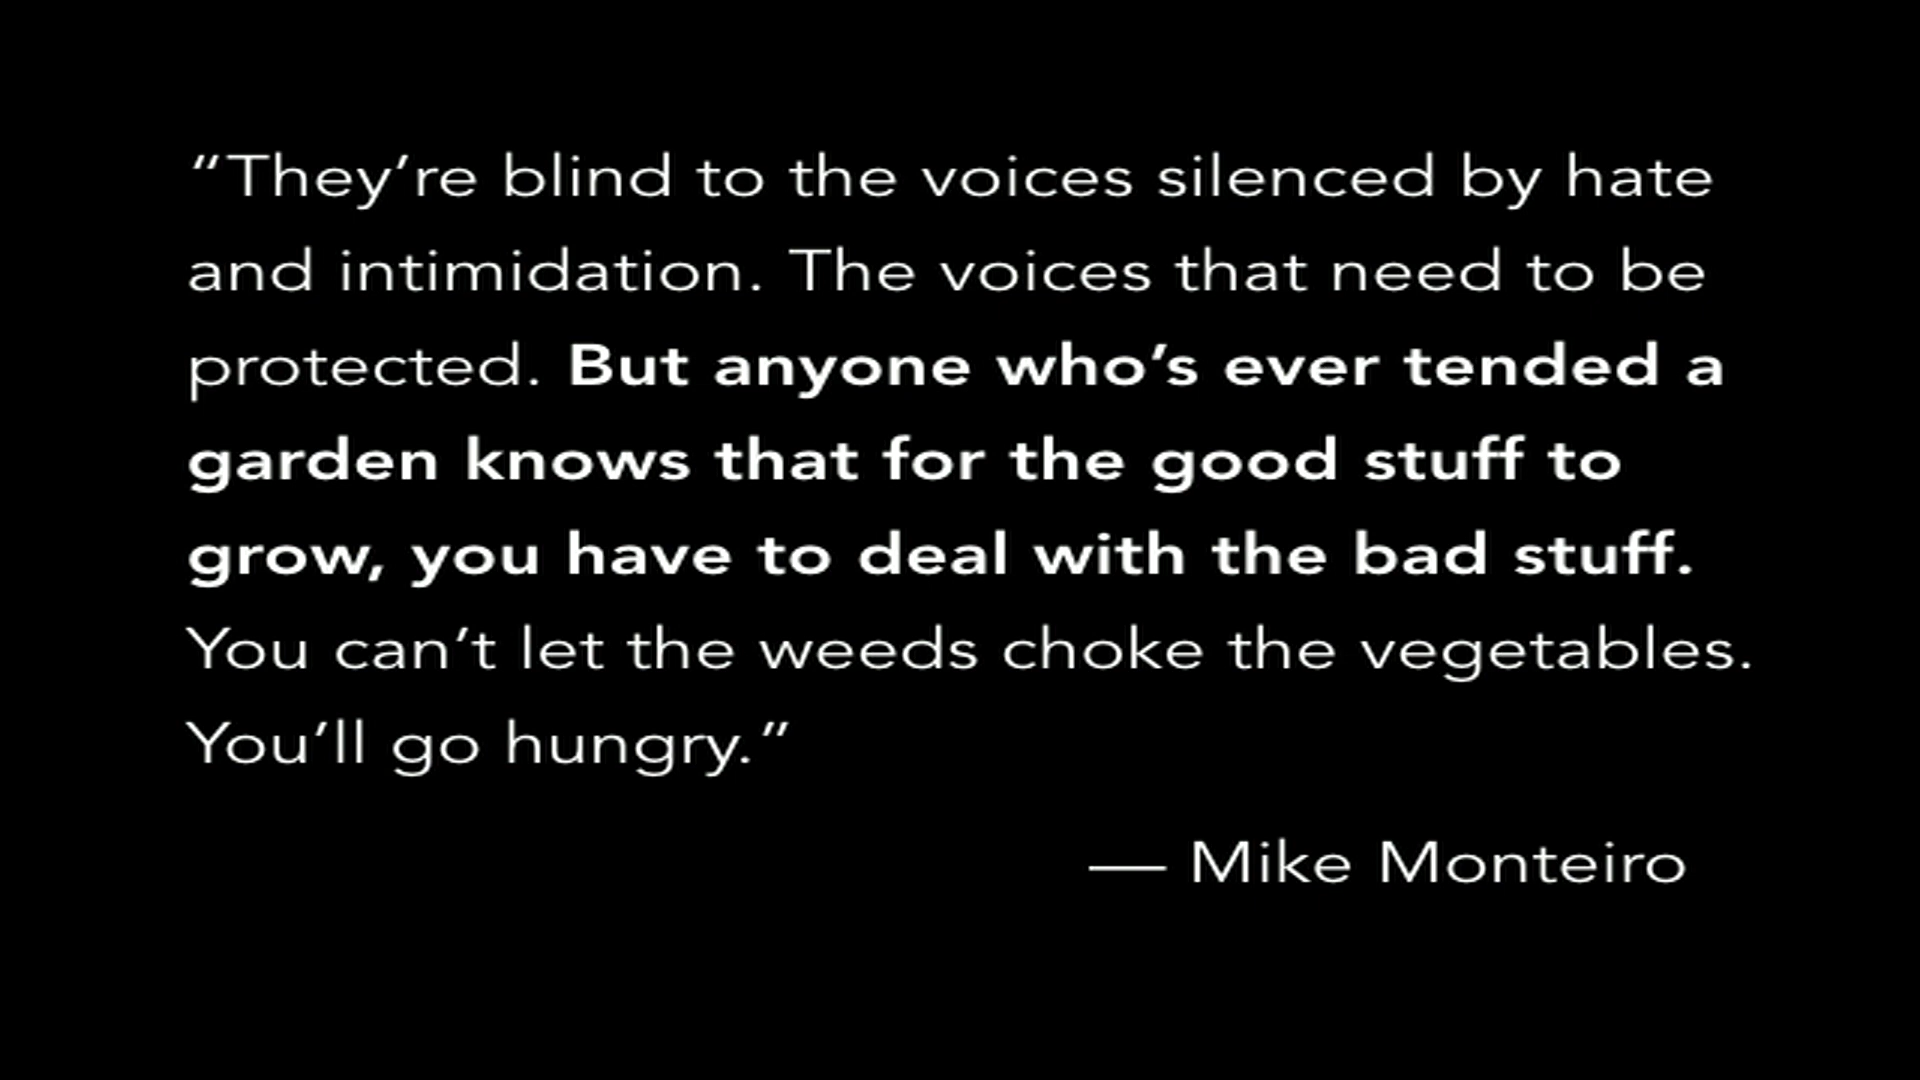 “They’re blind to the voices silenced by hate
and intimidation. The voices that need to be
protected. But anyone who’s ever tended a
garden knows that for the good stuff to
grow, you have to deal with the bad stuff.
You can’t let the weeds choke the vegetables.
You’ll go hungry.”
— Mike Monteiro